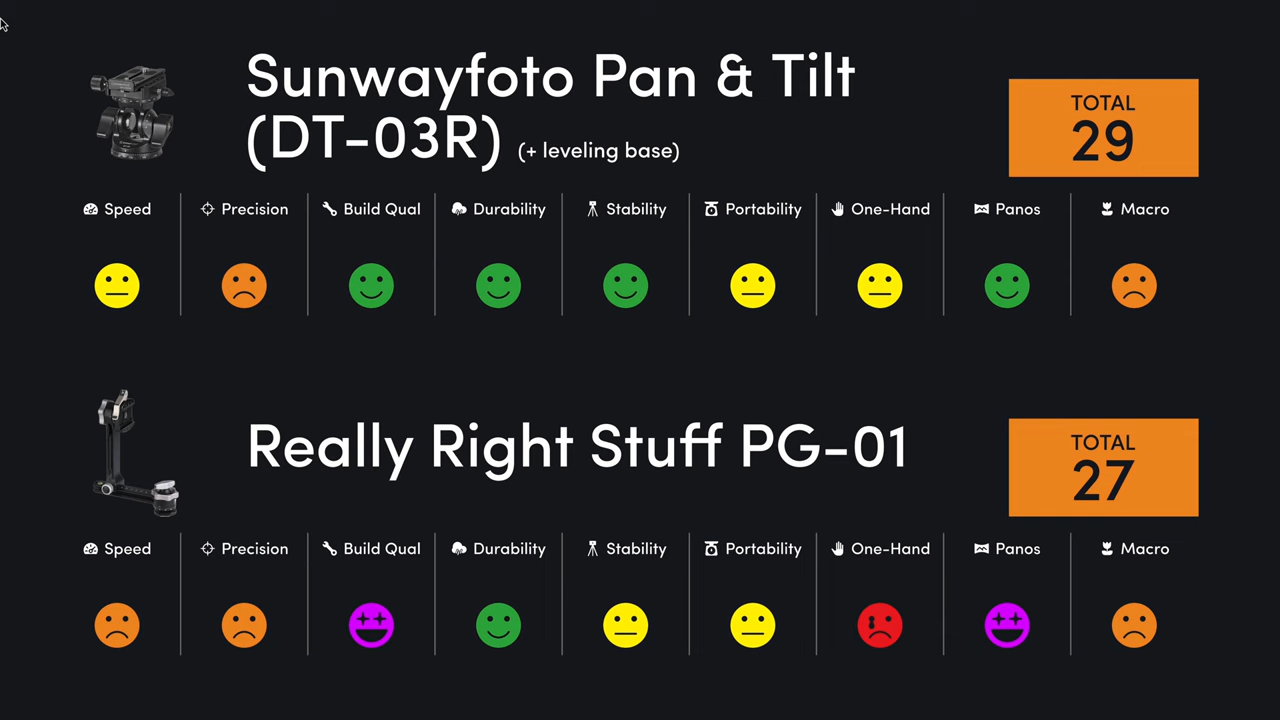 Sunwayfoto Pan & Tilt
(DT-03R) (+ leveling base)
TOTAL
29
Speed Precision Build Qual Durability Stability Portability One-Hand Panos Macro
Really Right Stuff PG-01
TOTAL
27
Speed Precision Build Qual Durability Stability Portability One-Hand Panos Macro